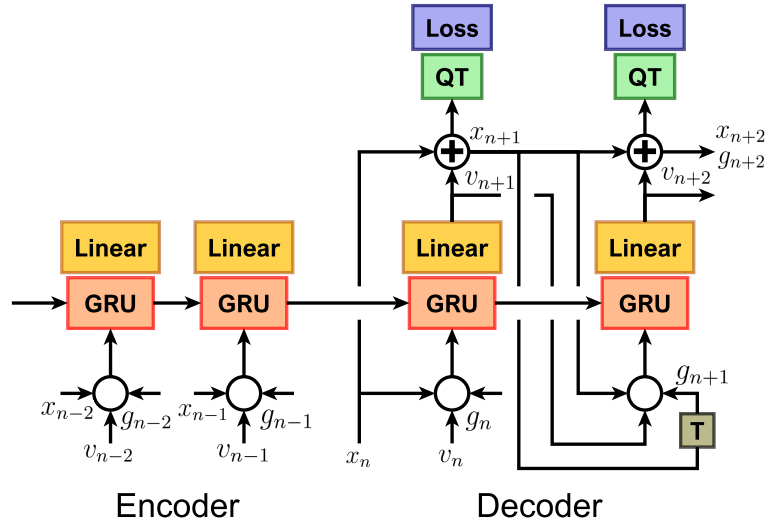 Loss Loss
QT QT
x_{n+1} x_{n+2}
g_{n+2}
v_{n+1} v_{n+2}
Linear Linear Linear Linear
GRU GRU GRU GRU
g_{n+1}
x_{n-2} g_{n-2} x_{n-1} g_{n-1} g_n
T
v_{n-2} v_{n-1} x_n v_n
Encoder Decoder